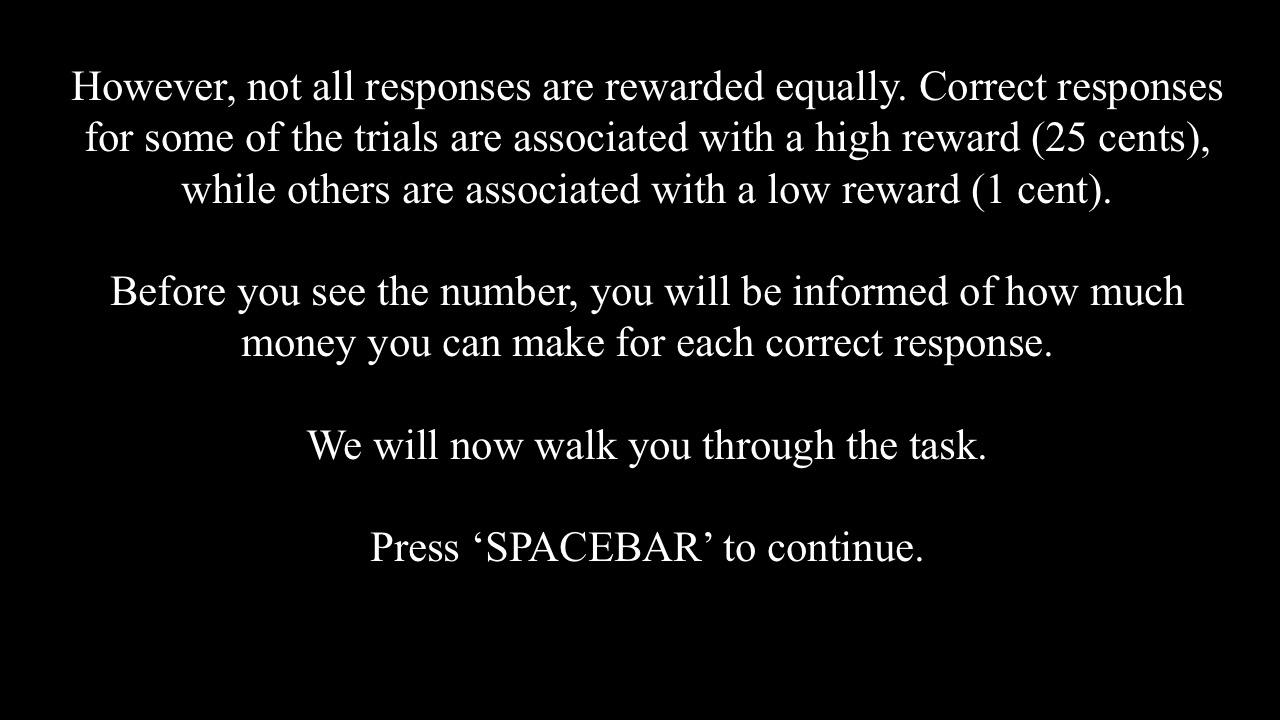 However, not all responses are rewarded equally. Correct responses
for some of the trials are associated with a high reward (25 cents),
while others are associated with a low reward (1 cent).
Before you see the number, you will be informed of how much
money you can make for each correct response.
We will now walk you through the task.
Press ‘SPACEBAR’ to continue.